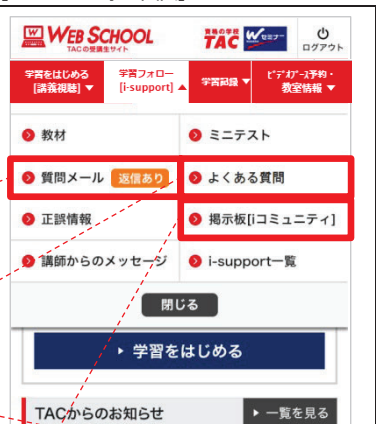 WEB SCHOOL
TACの受講生サイト
資格の学校
TAC Wセミナー
ログアウト
学習をはじめる
[講義視聴] ▼
学習フォロー
[i-support] ▲
学習記録 ▼
ビデオブース予約・
教室情報 ▼
教材
ミニテスト
質問メール 返信あり
よくある質問
正誤情報
掲示板[iコミュニティ]
講師からのメッセージ
i-support一覧
閉じる
学習をはじめる
TACからのお知らせ
一覧を見る